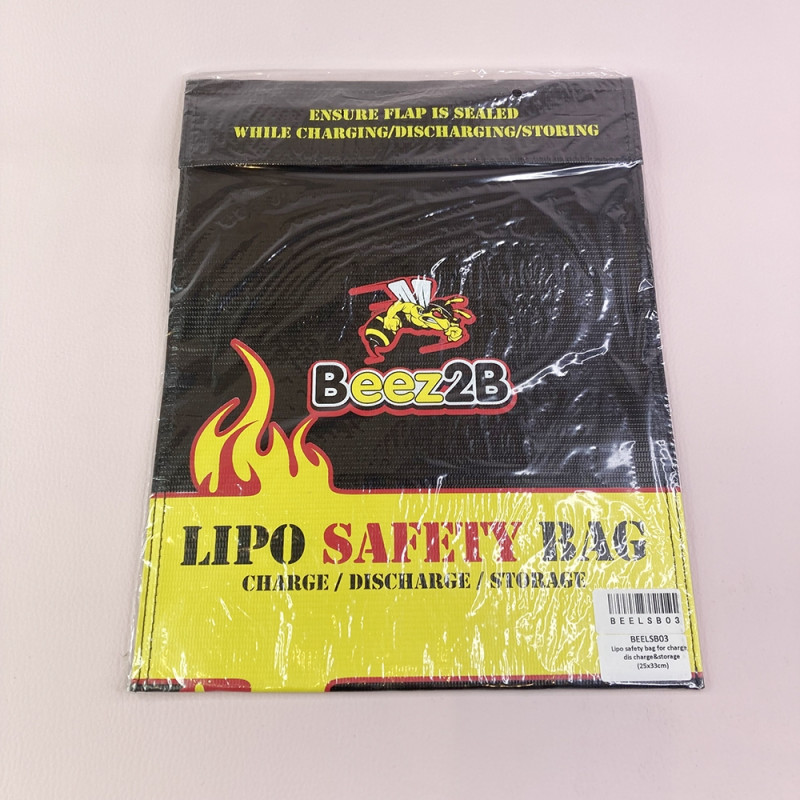 ENSURE FLAP IS SEALED
WHILE CHARGING/DISCHARGING/STORING
Beez2B
LIPO SAFETY BAG
CHARGE / DISCHARGE / STORAGE
BEELSB03
BEELSB03
Lipo safety bag for charge,
dis charge&storage
(25x33cm)